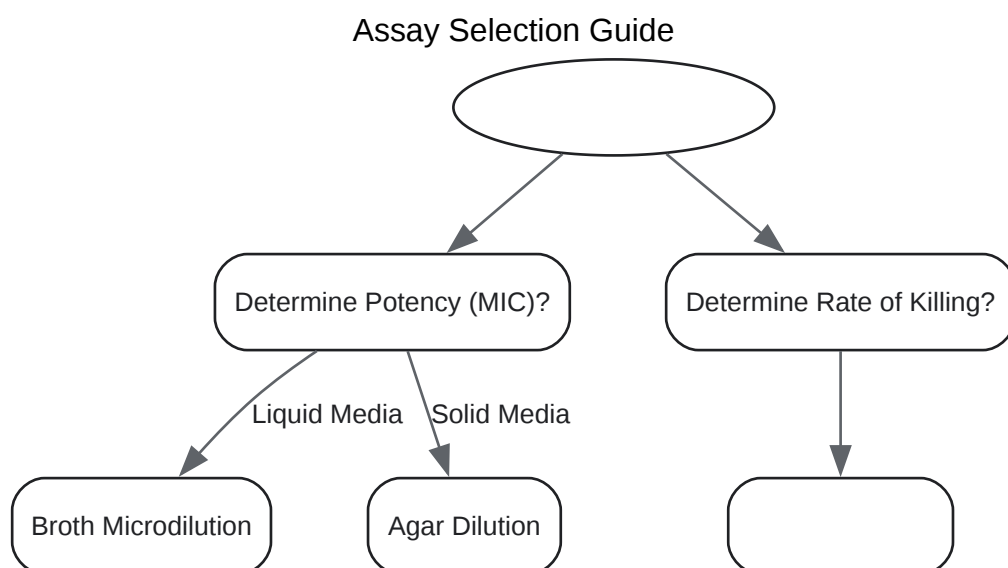 Assay Selection Guide
Determine Potency (MIC)?
Determine Rate of Killing?
Liquid Media
Solid Media
Broth Microdilution
Agar Dilution